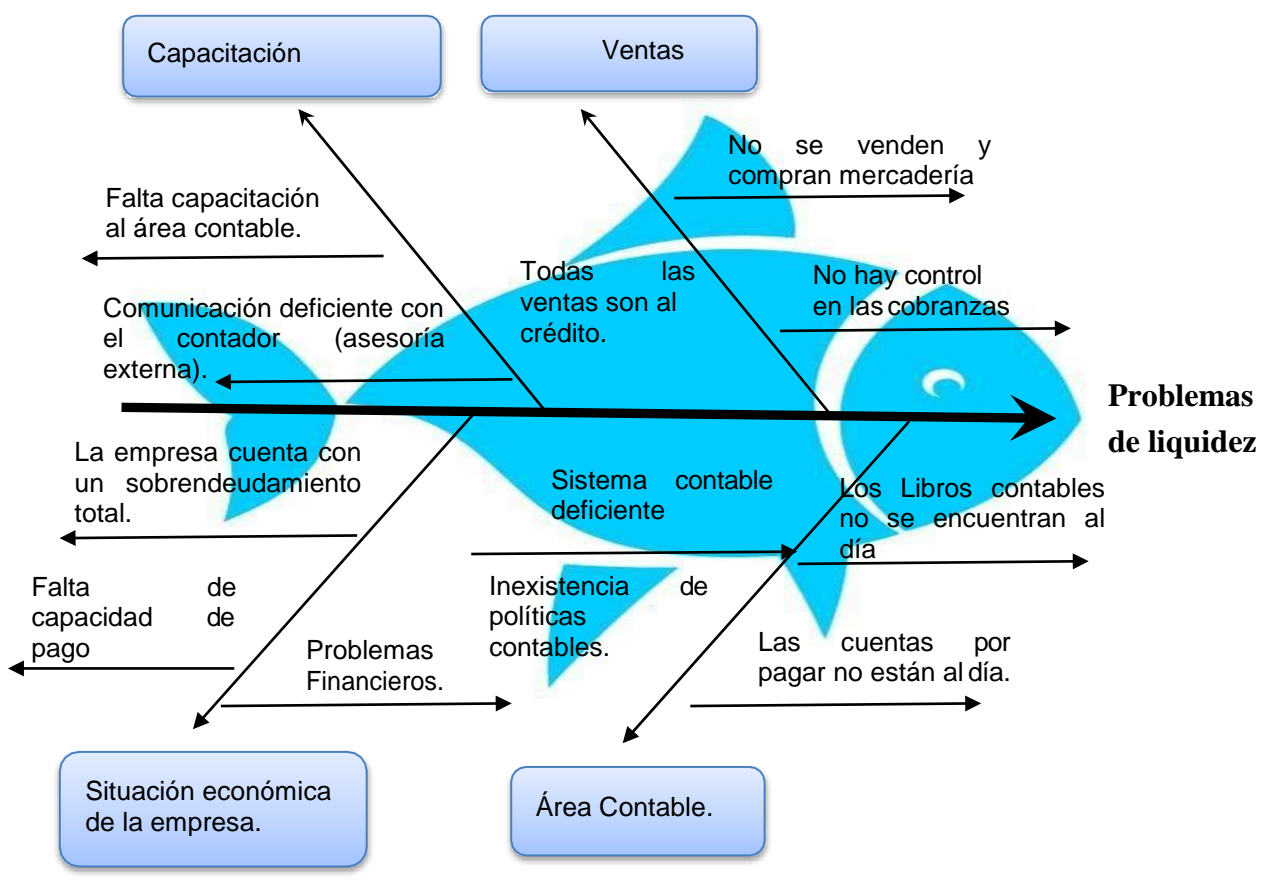 Capacitación
Ventas
No se venden y
compran mercadería
Falta capacitación
al área contable.
Todas las
ventas son al
crédito.
No hay control
en las cobranzas
Comunicación deficiente con
el contador (asesoría
externa).
Problemas
de liquidez
La empresa cuenta con
un sobrendeudamiento
total.
Sistema contable
deficiente
Los Libros contables
no se encuentran al
día
Falta de
capacidad de
pago
Inexistencia de
políticas
contables.
Problemas
Financieros.
Las cuentas por
pagar no están al día.
Situación económica
de la empresa.
Área Contable.